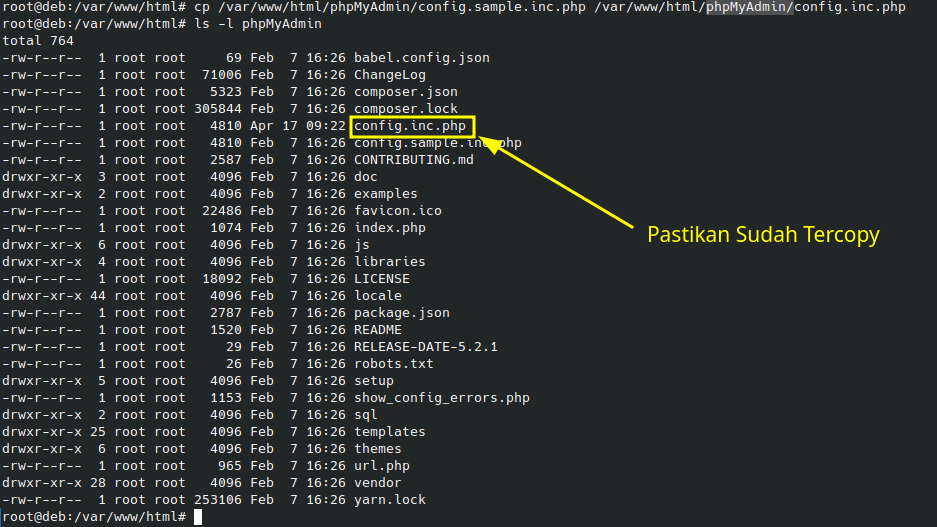 root@deb:/var/www/html# cp /var/www/html/phpMyAdmin/config.sample.inc.php /var/www/html/phpMyAdmin/config.inc.php
root@deb:/var/www/html# ls -l phpMyAdmin
total 764
-rw-r--r-- 1 root root 69 Feb 7 16:26 babel.config.json
-rw-r--r-- 1 root root 71006 Feb 7 16:26 ChangeLog
-rw-r--r-- 1 root root 5323 Feb 7 16:26 composer.json
-rw-r--r-- 1 root root 305844 Feb 7 16:26 composer.lock
-rw-r--r-- 1 root root 4810 Apr 17 09:22 config.inc.php
-rw-r--r-- 1 root root 4810 Feb 7 16:26 config.sample.inc.php
-rw-r--r-- 1 root root 2587 Feb 7 16:26 CONTRIBUTING.md
drwxr-xr-x 3 root root 4096 Feb 7 16:26 doc
drwxr-xr-x 2 root root 4096 Feb 7 16:26 examples
-rw-r--r-- 1 root root 22486 Feb 7 16:26 favicon.ico
-rw-r--r-- 1 root root 1074 Feb 7 16:26 index.php
drwxr-xr-x 6 root root 4096 Feb 7 16:26 js
Pastikan Sudah Tercopy
drwxr-xr-x 4 root root 4096 Feb 7 16:26 libraries
-rw-r--r-- 1 root root 18092 Feb 7 16:26 LICENSE
drwxr-xr-x 44 root root 4096 Feb 7 16:26 locale
-rw-r--r-- 1 root root 2787 Feb 7 16:26 package.json
-rw-r--r-- 1 root root 1520 Feb 7 16:26 README
-rw-r--r-- 1 root root 29 Feb 7 16:26 RELEASE-DATE-5.2.1
-rw-r--r-- 1 root root 26 Feb 7 16:26 robots.txt
drwxr-xr-x 5 root root 4096 Feb 7 16:26 setup
-rw-r--r-- 1 root root 1153 Feb 7 16:26 show_config_errors.php
drwxr-xr-x 2 root root 4096 Feb 7 16:26 sql
drwxr-xr-x 25 root root 4096 Feb 7 16:26 templates
drwxr-xr-x 6 root root 4096 Feb 7 16:26 themes
-rw-r--r-- 1 root root 965 Feb 7 16:26 url.php
drwxr-xr-x 28 root root 4096 Feb 7 16:26 vendor
-rw-r--r-- 1 root root 253106 Feb 7 16:26 yarn.lock
root@deb:/var/www/html#